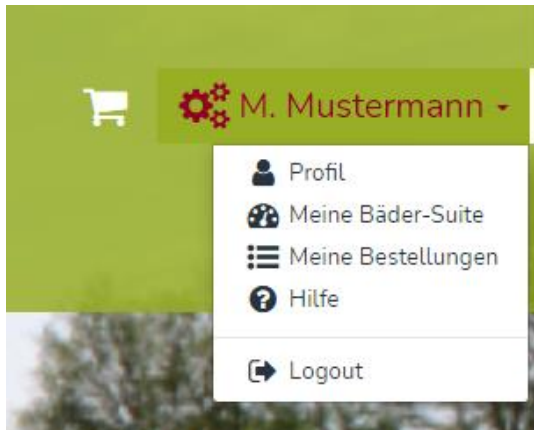 M. Mustermann
Profil
Meine Bäder-Suite
Meine Bestellungen
Hilfe
Logout